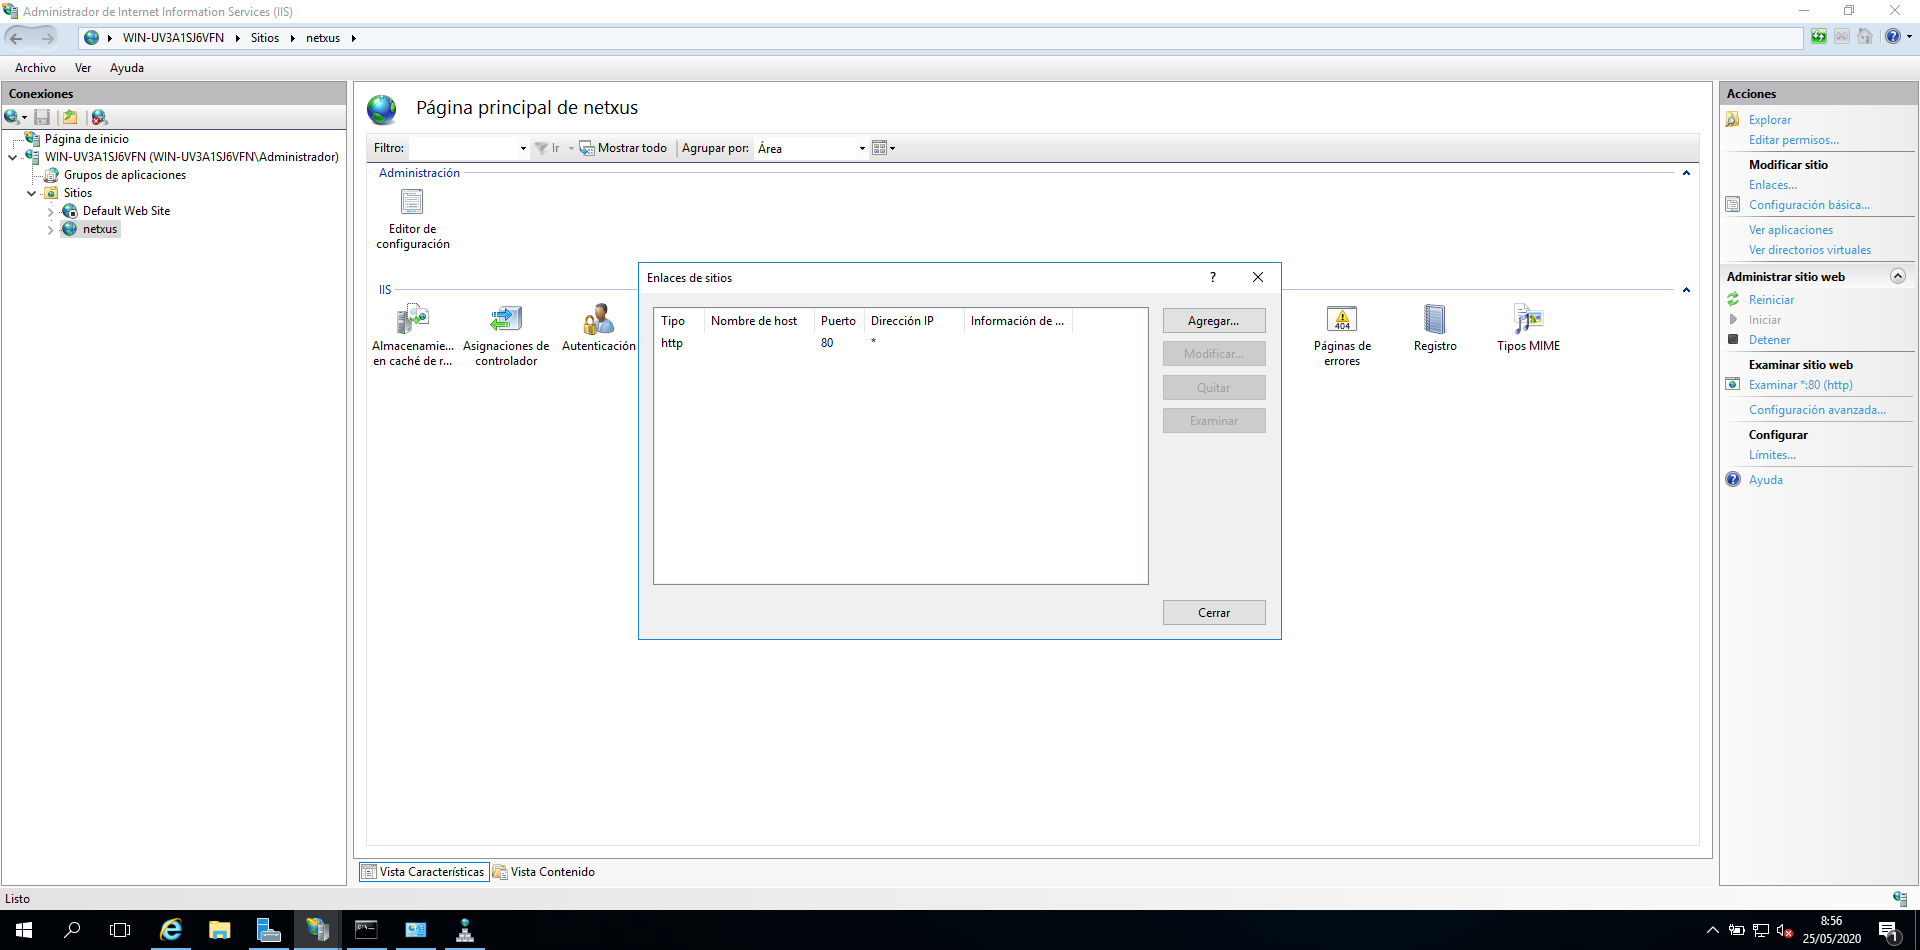 Administrador de Internet Information Services (IIS)
WIN-UV3A1SJ6VFN
Sitios
netxus
Archivo
Ver
Ayuda
Conexiones
Página de inicio
WIN-UV3A1SJ6VFN (WIN-UV3A1SJ6VFN\Administrador)
Grupos de aplicaciones
Sitios
Default Web Site
netxus
Página principal de netxus
Filtro:
Ir
Mostrar todo
Agrupar por:
Área
Administración
Editor de
configuración
IIS
Almacenamie...
en caché de r...
Asignaciones de
controlador
Autenticación
404
Páginas de
errores
Registro
Tipos MIME
Enlaces de sitios
?
Tipo
Nombre de host
Puerto
Dirección IP
Información de ...
http
80
*
Agregar...
Modificar...
Quitar
Examinar
Cerrar
Vista Características
Vista Contenido
Acciones
Explorar
Editar permisos...
Modificar sitio
Enlaces...
Configuración básica...
Ver aplicaciones
Ver directorios virtuales
Administrar sitio web
Reiniciar
Iniciar
Detener
Examinar sitio web
Examinar *:80 (http)
Configuración avanzada...
Configurar
Límites...
Ayuda
Listo
8:56
25/05/2020
1